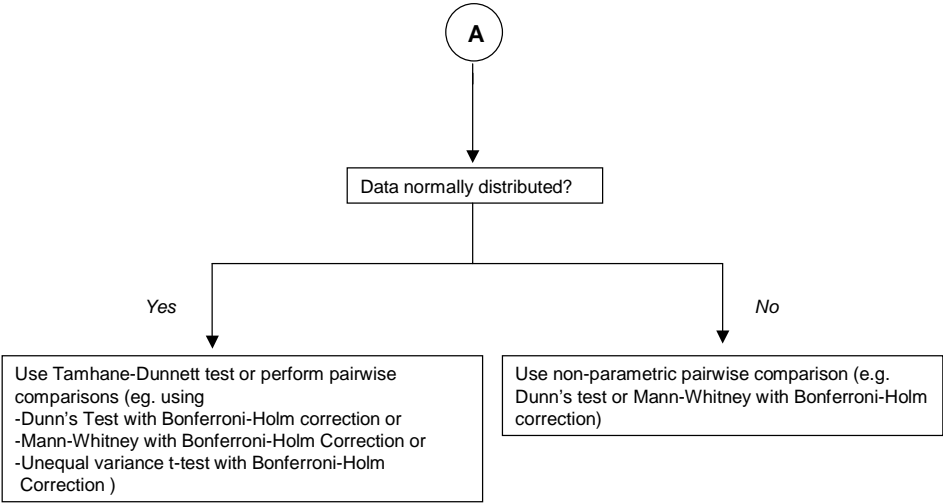 A
Data normally distributed?
Yes
No
Use Tamhane-Dunnett test or perform pairwise
comparisons (eg. using
-Dunn's Test with Bonferroni-Holm correction or
-Mann-Whitney with Bonferroni-Holm Correction or
-Unequal variance t-test with Bonferroni-Holm
Correction )
Use non-parametric pairwise comparison (e.g.
Dunn's test or Mann-Whitney with Bonferroni-Holm
correction)